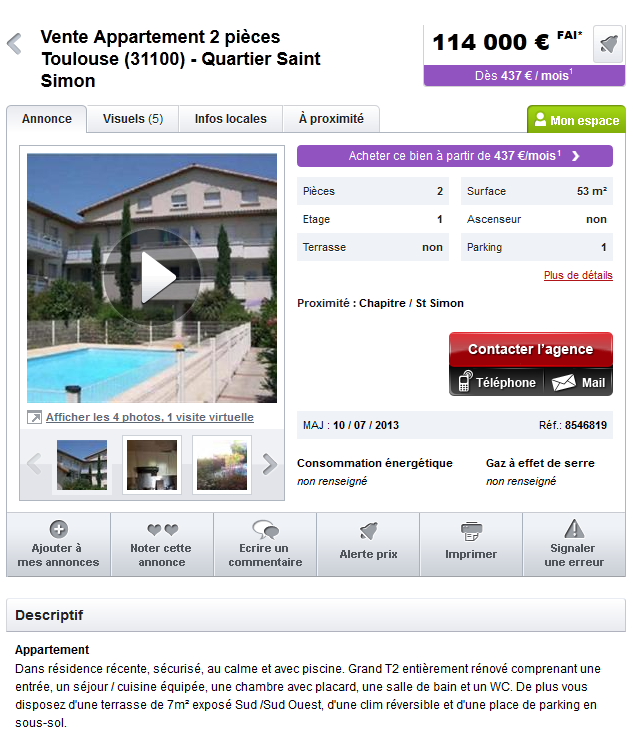 Vente Appartement 2 pièces
Toulouse (31100) - Quartier Saint
Simon
114 000 € FAI*
Dès 437 € / mois¹
Annonce
Visuels (5)
Infos locales
À proximité
Mon espace
Acheter ce bien à partir de 437 €/mois¹
Pièces 2
Surface 53 m²
Etage 1
Ascenseur non
Terrasse non
Parking 1
Plus de détails
Proximité : Chapitre / St Simon
Contacter l'agence
Téléphone
Mail
Afficher les 4 photos, 1 visite virtuelle
MAJ : 10 / 07 / 2013
Réf.: 8546819
Consommation énergétique
non renseigné
Gaz à effet de serre
non renseigné
Ajouter à
mes annonces
Noter cette
annonce
Ecrire un
commentaire
Alerte prix
Imprimer
Signaler
une erreur
Descriptif
Appartement
Dans résidence récente, sécurisé, au calme et avec piscine. Grand T2 entièrement rénové comprenant une
entrée, un séjour / cuisine équipée, une chambre avec placard, une salle de bain et un WC. De plus vous
disposez d'une terrasse de 7m² exposé Sud /Sud Ouest, d'une clim réversible et d'une place de parking en
sous-sol.